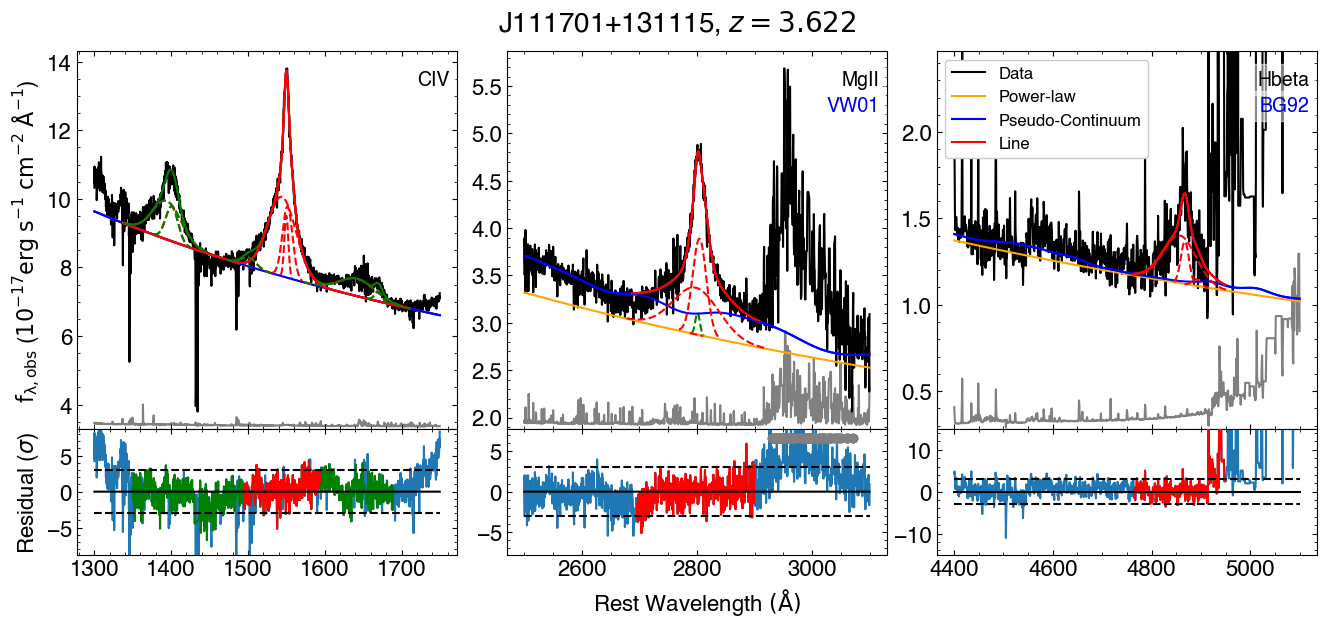 J111701+131115, z = 3.622
f_λ,obs (10⁻¹⁷erg s⁻¹ cm⁻² Å⁻¹)
14
12
10
8
6
4
CIV
5.5
5.0
4.5
4.0
3.5
3.0
2.5
2.0
MgII
VW01
2.0
1.5
1.0
0.5
Data
Power-law
Pseudo-Continuum
Line
Hbeta
BG92
Residual (σ)
5
0
−5
1300 1400 1500 1600 1700
5
0
−5
2600 2800 3000
10
0
−10
4400 4600 4800 5000
Rest Wavelength (Å)